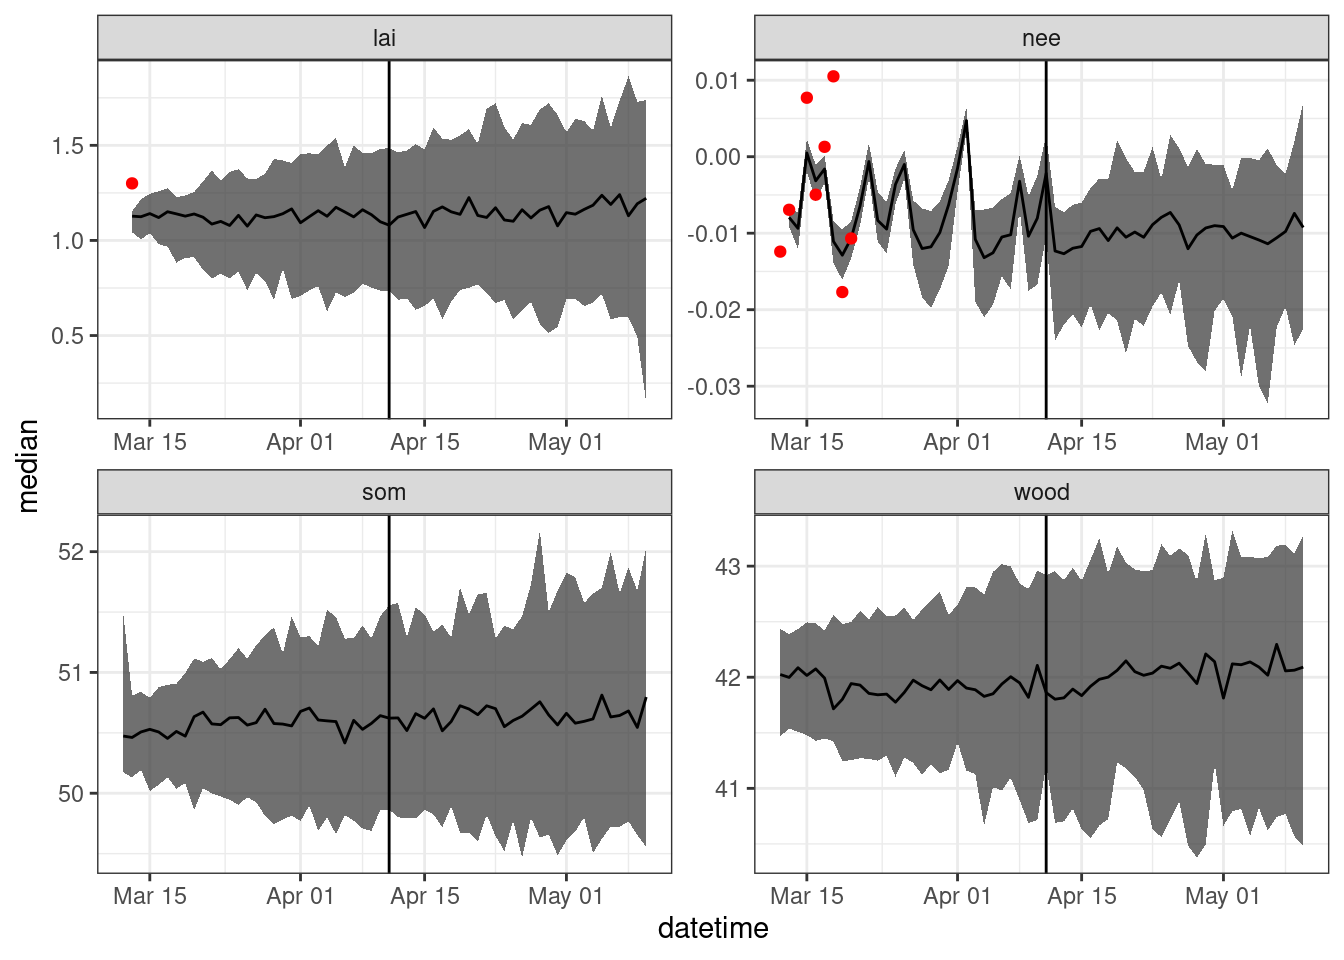 lai
nee
1.5
1.0
0.5
0.01
0.00
-0.01
-0.02
-0.03
Mar 15 Apr 01 Apr 15 May 01
Mar 15 Apr 01 Apr 15 May 01
median
som
wood
52
51
50
43
42
41
Mar 15 Apr 01 Apr 15 May 01
Mar 15 Apr 01 Apr 15 May 01
datetime